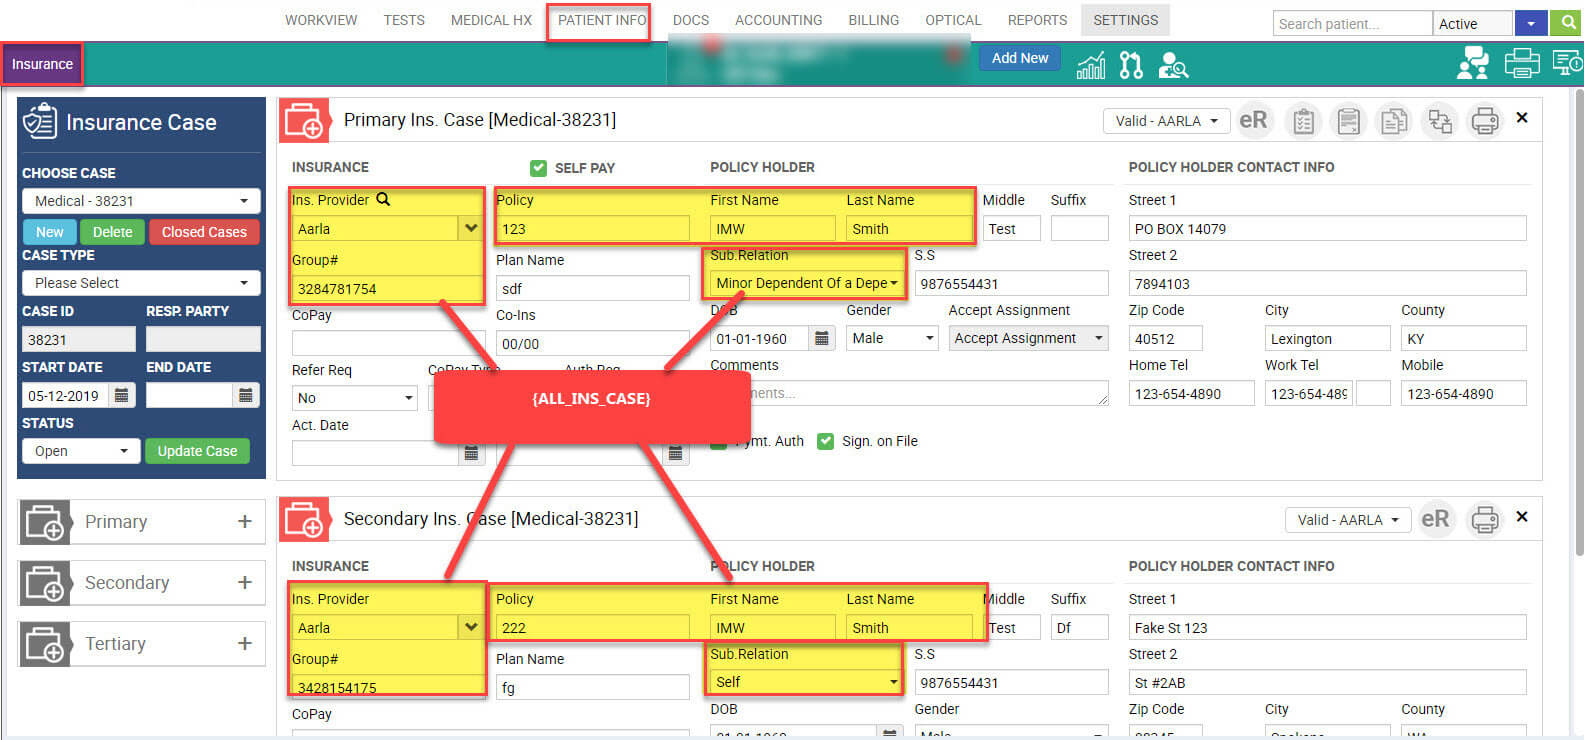 WORKVIEW TESTS MEDICAL HX PATIENT INFO DOCS ACCOUNTING BILLING OPTICAL REPORTS SETTINGS Search patient... Active
Insurance Add New
Insurance Case
CHOOSE CASE
Medical - 38231
New Delete Closed Cases
CASE TYPE
Please Select
CASE ID RESP. PARTY
38231
START DATE END DATE
05-12-2019
STATUS
Open Update Case
Primary +
Secondary +
Tertiary +
Primary Ins. Case [Medical-38231] Valid - AARLA eR
INSURANCE SELF PAY POLICY HOLDER POLICY HOLDER CONTACT INFO
Ins. Provider Policy First Name Last Name Middle Suffix Street 1
Aarla 123 IMW Smith Test PO BOX 14079
Group# Plan Name Sub.Relation S.S Street 2
3284781754 sdf Minor Dependent Of a Depe 9876554431 7894103
CoPay Co-Ins DOB Gender Accept Assignment Zip Code City County
00/00 01-01-1960 Male Accept Assignment 40512 Lexington KY
Refer Req Comments Home Tel Work Tel Mobile
No 123-654-4890 123-654-489 123-654-4890
{ALL_INS_CASE}
Act. Date Sign. on File
Secondary Ins. Case [Medical-38231] Valid - AARLA eR
INSURANCE POLICY HOLDER POLICY HOLDER CONTACT INFO
Ins. Provider Policy First Name Last Name Middle Suffix Street 1
Aarla 222 IMW Smith Test Df Fake St 123
Group# Plan Name Sub.Relation S.S Street 2
3428154175 fg Self 9876554431 St #2AB
CoPay DOB Gender Zip Code City County